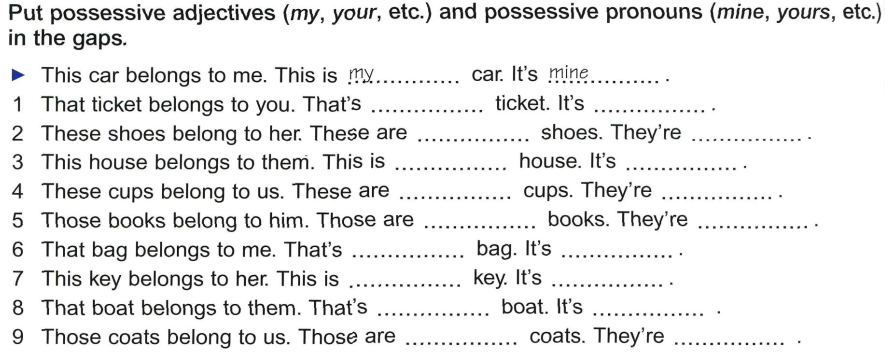 Put possessive adjectives (my, your, etc.) and possessive pronouns (mine, yours, etc.)
in the gaps.
► This car belongs to me. This is my............. car. It's mine........... .
1 That ticket belongs to you. That's ................ ticket. It's ................ .
2 These shoes belong to her. These are ................ shoes. They're ................ .
3 This house belongs to them. This is ................ house. It's ................ .
4 These cups belong to us. These are ................ cups. They're ................ .
5 Those books belong to him. Those are ................ books. They're ................ .
6 That bag belongs to me. That's ................ bag. It's ................ .
7 This key belongs to her. This is ................ key. It's ................ .
8 That boat belongs to them. That's ................ boat. It's ................ .
9 Those coats belong to us. Those are ................ coats. They're ................ .